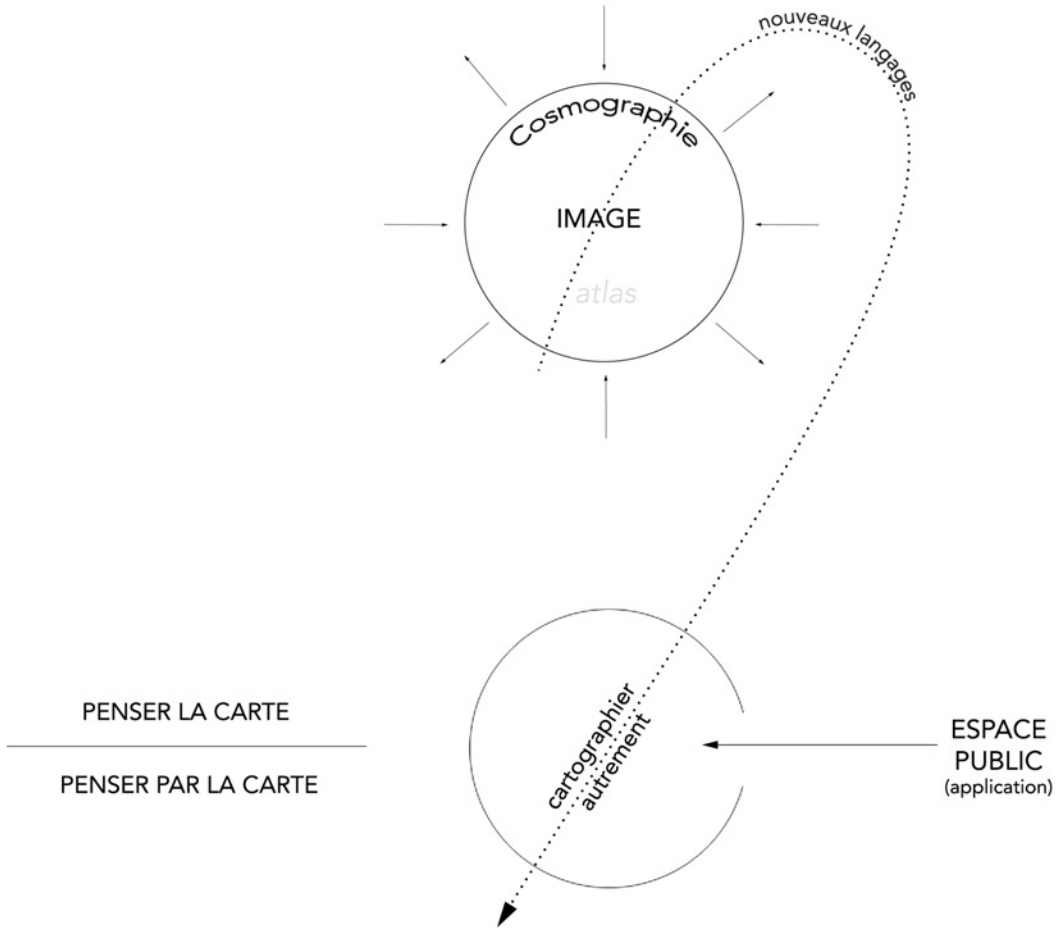 nouveaux langages
Cosmographie
IMAGE
atlas
cartographier
autrement
PENSER LA CARTE
PENSER PAR LA CARTE
ESPACE
PUBLIC
(application)